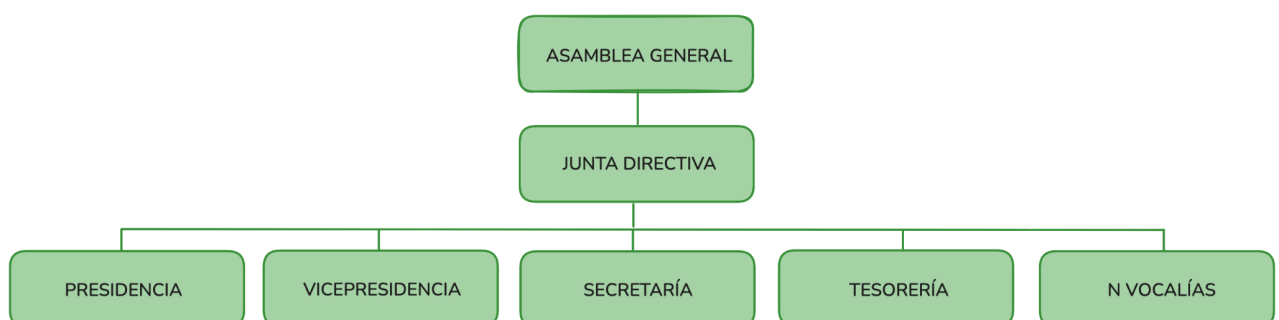 ASAMBLEA GENERAL
JUNTA DIRECTIVA
PRESIDENCIA
VICEPRESIDENCIA
SECRETARÍA
TESORERÍA
N VOCALÍAS